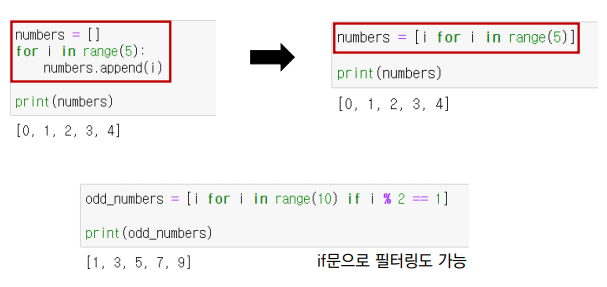 numbers = []
for i in range(5):
    numbers.append(i)
print(numbers)
[0, 1, 2, 3, 4]
numbers = [i for i in range(5)]
print(numbers)
[0, 1, 2, 3, 4]
odd_numbers = [i for i in range(10) if i % 2 == 1]
print(odd_numbers)
[1, 3, 5, 7, 9]
if문으로 필터링도 가능